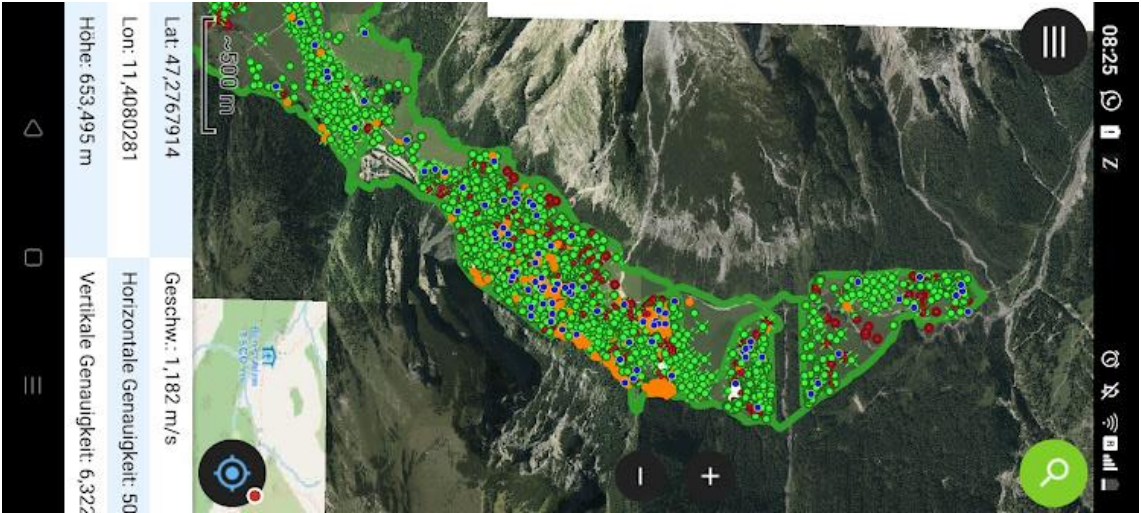 08:25
Z
R
~500 m
Lat: 47,2767914
Geschw.: 1,182 m/s
Lon: 11,4080281
Horizontale Genauigkeit: 50
Höhe: 653,495 m
Vertikale Genauigkeit: 6,322